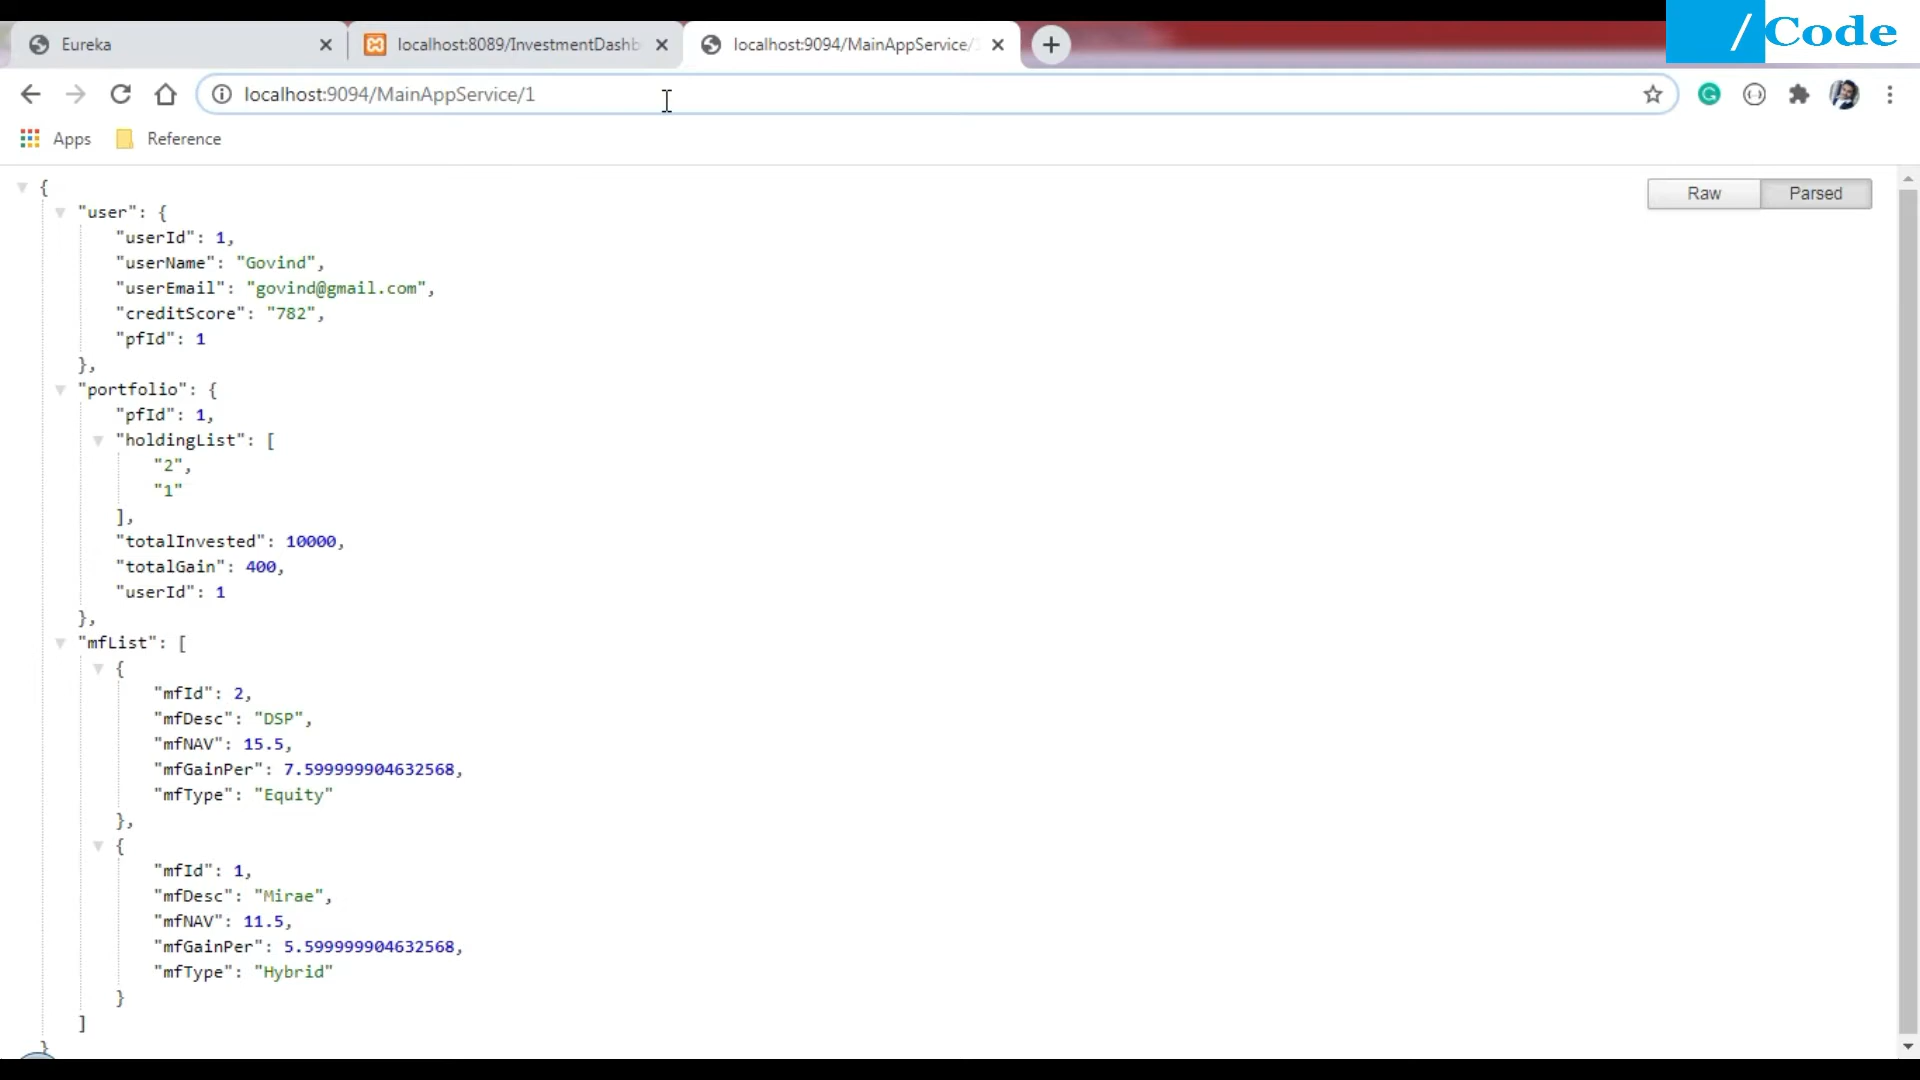 /Code
Eureka
localhost:8089/InvestmentDashb
localhost:9094/MainAppService/
localhost:9094/MainAppService/1
Apps
Reference
Raw
Parsed
{
"user": {
"userId": 1,
"userName": "Govind",
"userEmail": "govind@gmail.com",
"creditScore": "782",
"pfId": 1
},
"portfolio": {
"pfId": 1,
"holdingList": [
"2",
"1"
],
"totalInvested": 10000,
"totalGain": 400,
"userId": 1
},
"mfList": [
{
"mfId": 2,
"mfDesc": "DSP",
"mfNAV": 15.5,
"mfGainPer": 7.599999904632568,
"mfType": "Equity"
},
{
"mfId": 1,
"mfDesc": "Mirae",
"mfNAV": 11.5,
"mfGainPer": 5.599999904632568,
"mfType": "Hybrid"
}
]
}